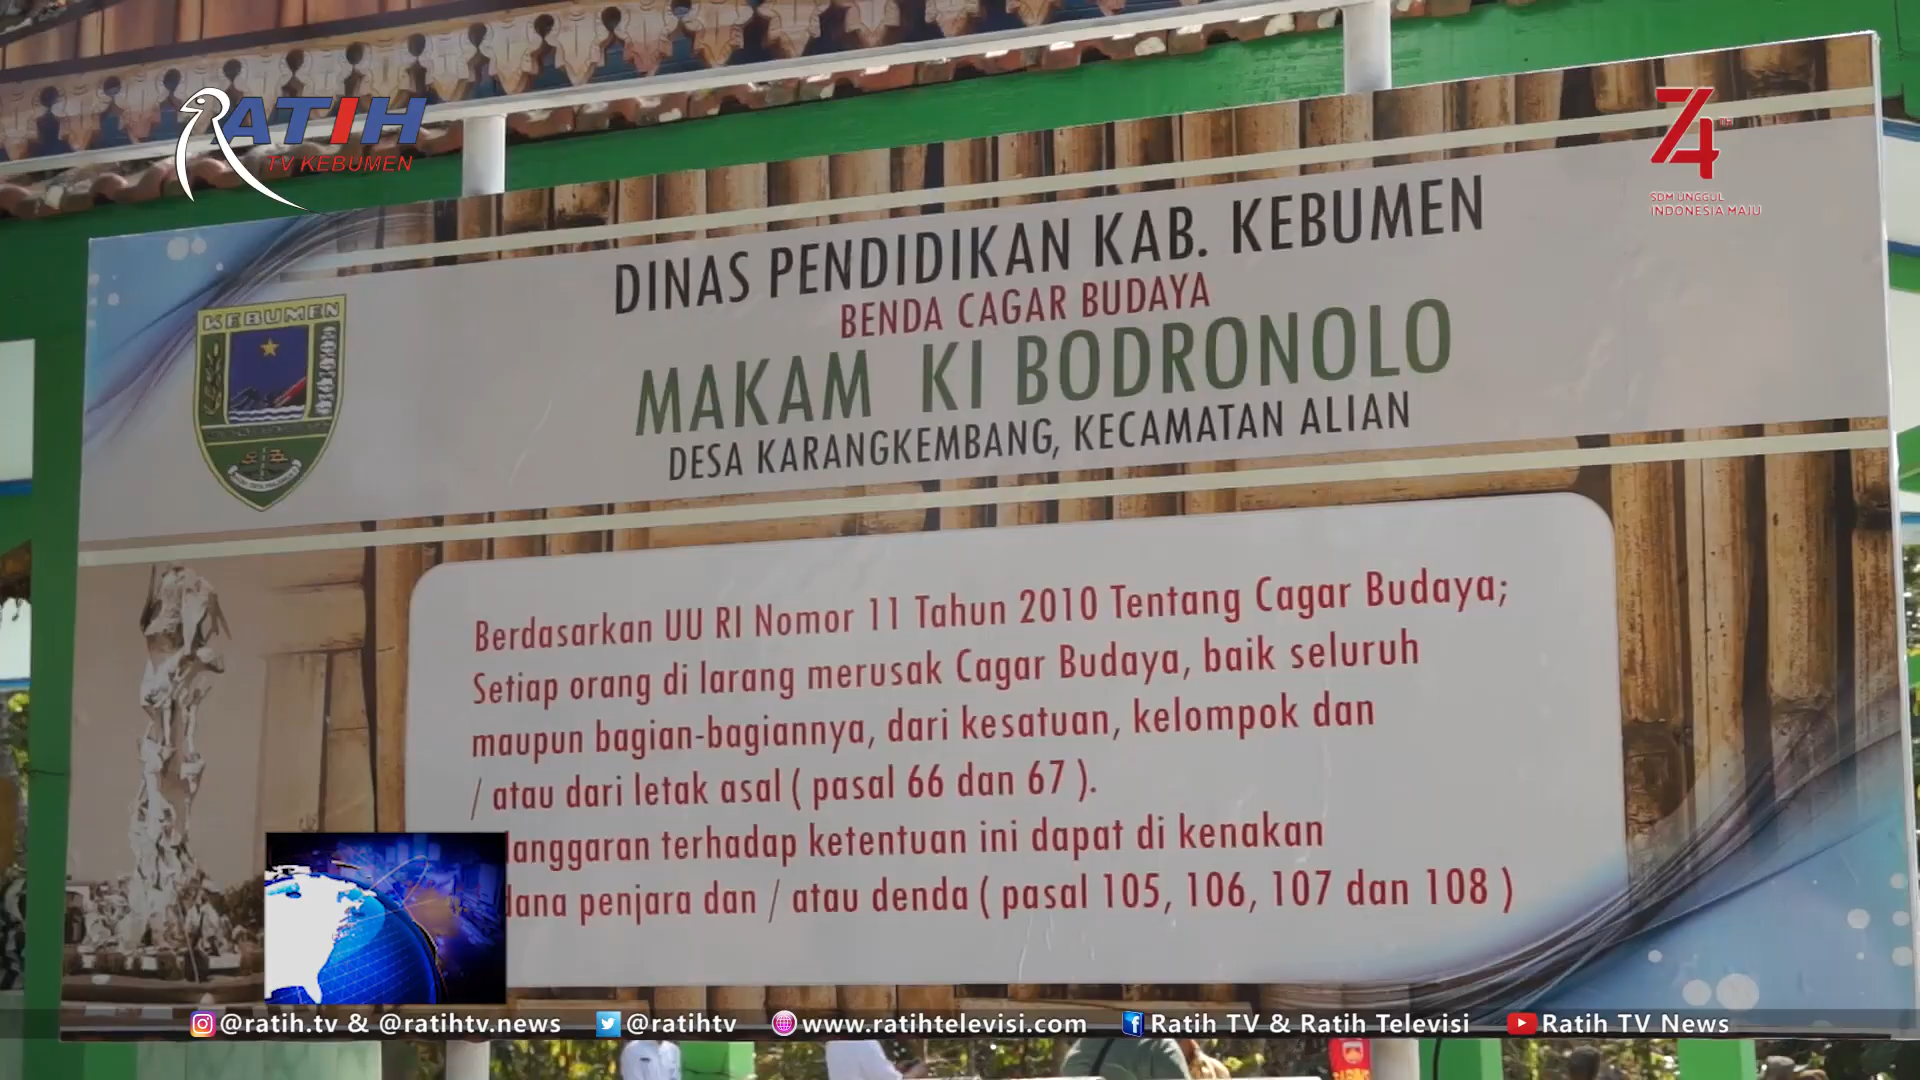 RATIH
TV KEBUMEN
74TH
SDM UNGGUL
INDONESIA MAJU
DINAS PENDIDIKAN KAB. KEBUMEN
BENDA CAGAR BUDAYA
MAKAM KI BODRONOLO
DESA KARANGKEMBANG, KECAMATAN ALIAN
KEBUMEN
Berdasarkan UU RI Nomor 11 Tahun 2010 Tentang Cagar Budaya;
Setiap orang di larang merusak Cagar Budaya, baik seluruh
maupun bagian-bagiannya, dari kesatuan, kelompok dan
/ atau dari letak asal ( pasal 66 dan 67 ).
langgaran terhadap ketentuan ini dapat di kenakan
dana penjara dan / atau denda ( pasal 105, 106, 107 dan 108 )
@ratih.tv & @ratihtv.news @ratihtv www.ratihtelevisi.com Ratih TV & Ratih Televisi Ratih TV News